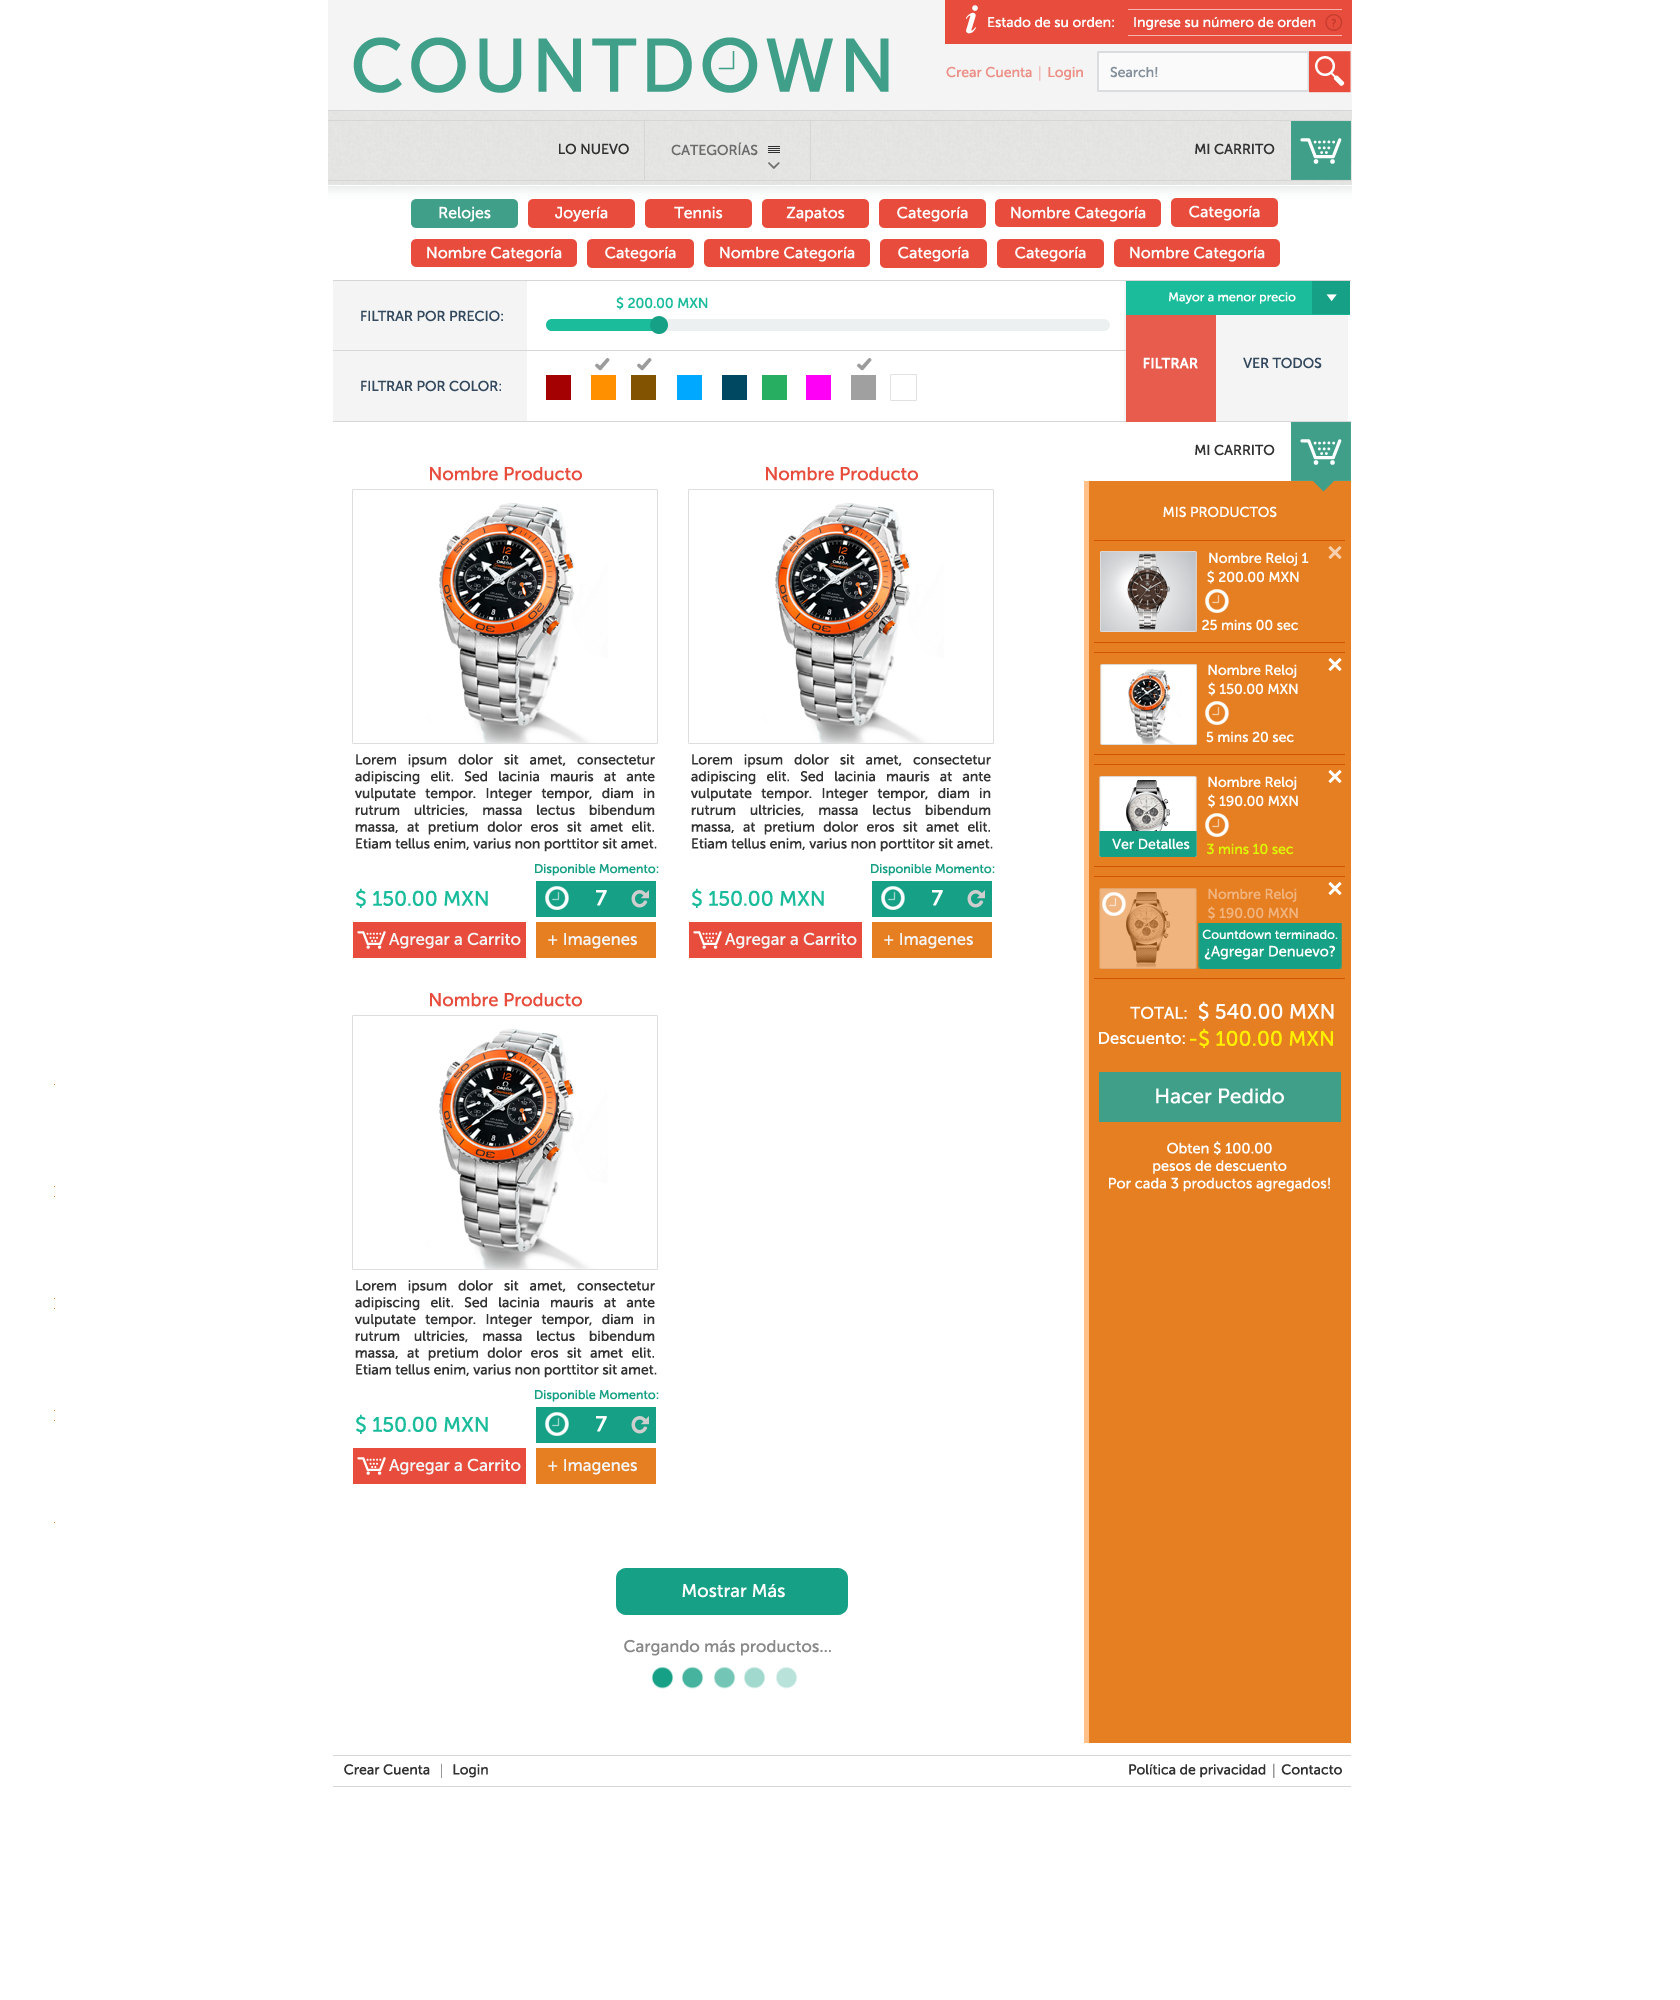 COUNTDOWN
Estado de su orden: Ingrese su número de orden ?
Crear Cuenta | Login
Search!
LO NUEVO
CATEGORÍAS
MI CARRITO
Relojes Joyería Tennis Zapatos Categoría Nombre Categoría Categoría
Nombre Categoría Categoría Nombre Categoría Categoría Categoría Nombre Categoría
FILTRAR POR PRECIO:
$ 200.00 MXN
Mayor a menor precio
FILTRAR POR COLOR:
FILTRAR
VER TODOS
MI CARRITO
Nombre Producto
12
OMEGA
8
Lorem ipsum dolor sit amet, consectetur
adipiscing elit. Sed lacinia mauris at ante
vulputate tempor. Integer tempor, diam in
rutrum ultricies, massa lectus bibendum
massa, at pretium dolor eros sit amet elit.
Etiam tellus enim, varius non porttitor sit amet.
Disponible Momento:
$ 150.00 MXN
7
Agregar a Carrito
+ Imagenes
Nombre Producto
12
OMEGA
8
Lorem ipsum dolor sit amet, consectetur
adipiscing elit. Sed lacinia mauris at ante
vulputate tempor. Integer tempor, diam in
rutrum ultricies, massa lectus bibendum
massa, at pretium dolor eros sit amet elit.
Etiam tellus enim, varius non porttitor sit amet.
Disponible Momento:
$ 150.00 MXN
7
Agregar a Carrito
+ Imagenes
Nombre Producto
12
OMEGA
8
Lorem ipsum dolor sit amet, consectetur
adipiscing elit. Sed lacinia mauris at ante
vulputate tempor. Integer tempor, diam in
rutrum ultricies, massa lectus bibendum
massa, at pretium dolor eros sit amet elit.
Etiam tellus enim, varius non porttitor sit amet.
Disponible Momento:
$ 150.00 MXN
7
Agregar a Carrito
+ Imagenes
MIS PRODUCTOS
Nombre Reloj 1
$ 200.00 MXN
25 mins 00 sec
Nombre Reloj
$ 150.00 MXN
5 mins 20 sec
Nombre Reloj
$ 190.00 MXN
Ver Detalles
3 mins 10 sec
Nombre Reloj
$ 190.00 MXN
Countdown terminado.
¿Agregar Denuevo?
TOTAL: $ 540.00 MXN
Descuento: -$ 100.00 MXN
Hacer Pedido
Obten $ 100.00
pesos de descuento
Por cada 3 productos agregados!
Mostrar Más
Cargando más productos...
Crear Cuenta | Login
Política de privacidad | Contacto